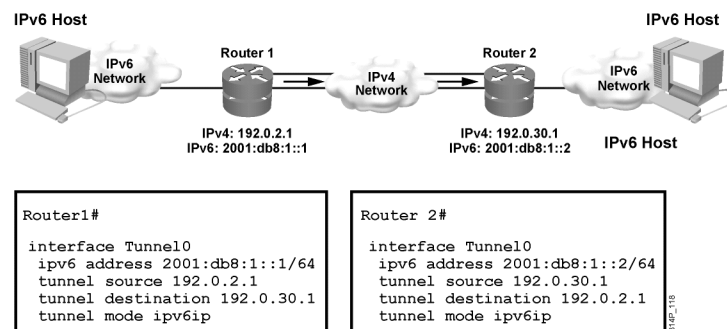 IPv6 Host
IPv6 Host
IPv6
Network
Router 1
IPv4
Network
Router 2
IPv6
Network
IPv4: 192.0.2.1
IPv6: 2001:db8:1::1
IPv4: 192.0.30.1
IPv6: 2001:db8:1::2
IPv6 Host
Router1#
interface Tunnel0
ipv6 address 2001:db8:1::1/64
tunnel source 192.0.2.1
tunnel destination 192.0.30.1
tunnel mode ipv6ip
Router 2#
interface Tunnel0
ipv6 address 2001:db8:1::2/64
tunnel source 192.0.30.1
tunnel destination 192.0.2.1
tunnel mode ipv6ip